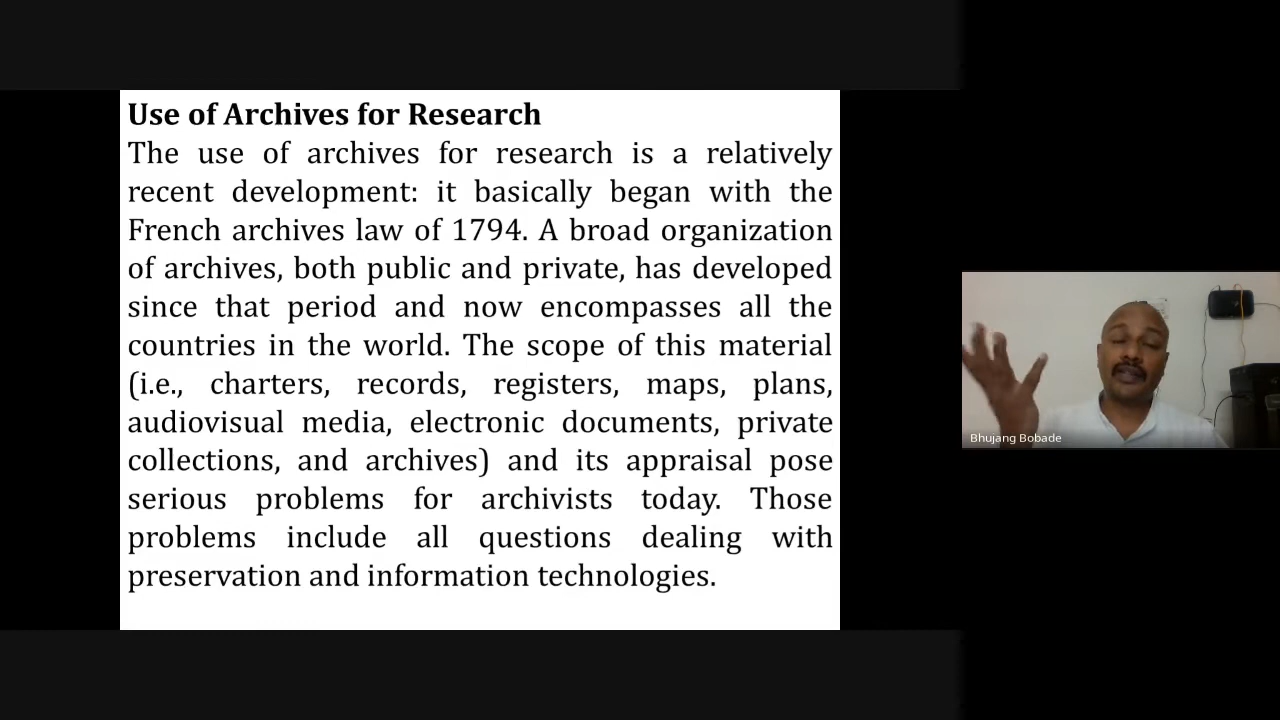 Use of Archives for Research
The use of archives for research is a relatively
recent development: it basically began with the
French archives law of 1794. A broad organization
of archives, both public and private, has developed
since that period and now encompasses all the
countries in the world. The scope of this material
(i.e., charters, records, registers, maps, plans,
audiovisual media, electronic documents, private
collections, and archives) and its appraisal pose
serious problems for archivists today. Those
problems include all questions dealing with
preservation and information technologies.
Bhujang Bobade